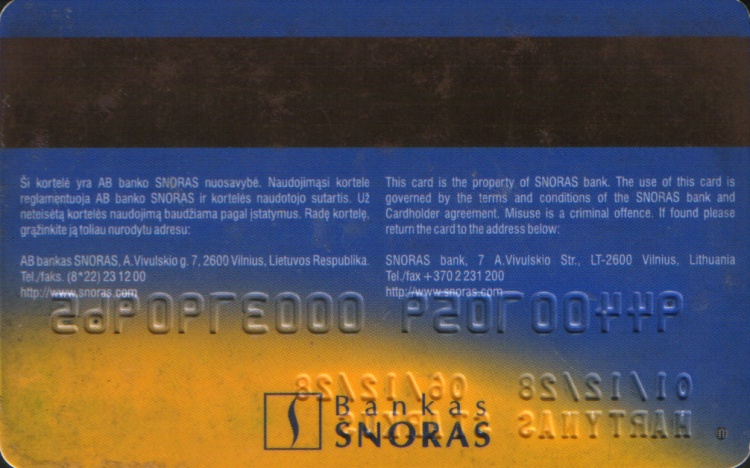 Ši kortelė yra AB banko SNORAS nuosavybė. Naudojimąsi kortele
reglamentuoja AB banko SNORAS ir kortelės naudotojo sutartis. Už
neteisėtą kortelės naudojimą baudžiama pagal įstatymus. Radę kortelę,
grąžinkite ją toliau nurodytu adresu:
AB bankas SNORAS, A.Vivulskio g. 7, 2600 Vilnius, Lietuvos Respublika.
Tel./faks. (8*22) 23 12 00
http://www.snoras.com
This card is the property of SNORAS bank. The use of this card is
governed by the terms and conditions of the SNORAS bank and
Cardholder agreement. Misuse is a criminal offence. If found please
return the card to the address below:
SNORAS bank, 7 A.Vivulskio Str., LT-2600 Vilnius, Lithuania
Tel./fax +370 2 231 200
http://www.snoras.com
Bankas
SNORAS